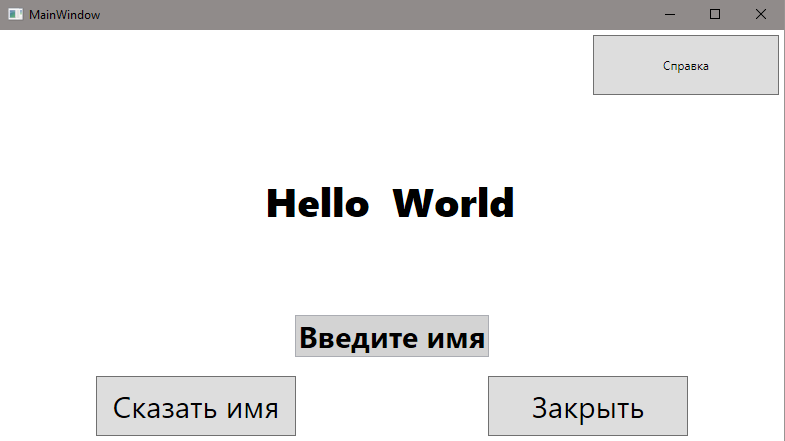 MainWindow
Справка
Hello World
Введите имя
Сказать имя
Закрыть